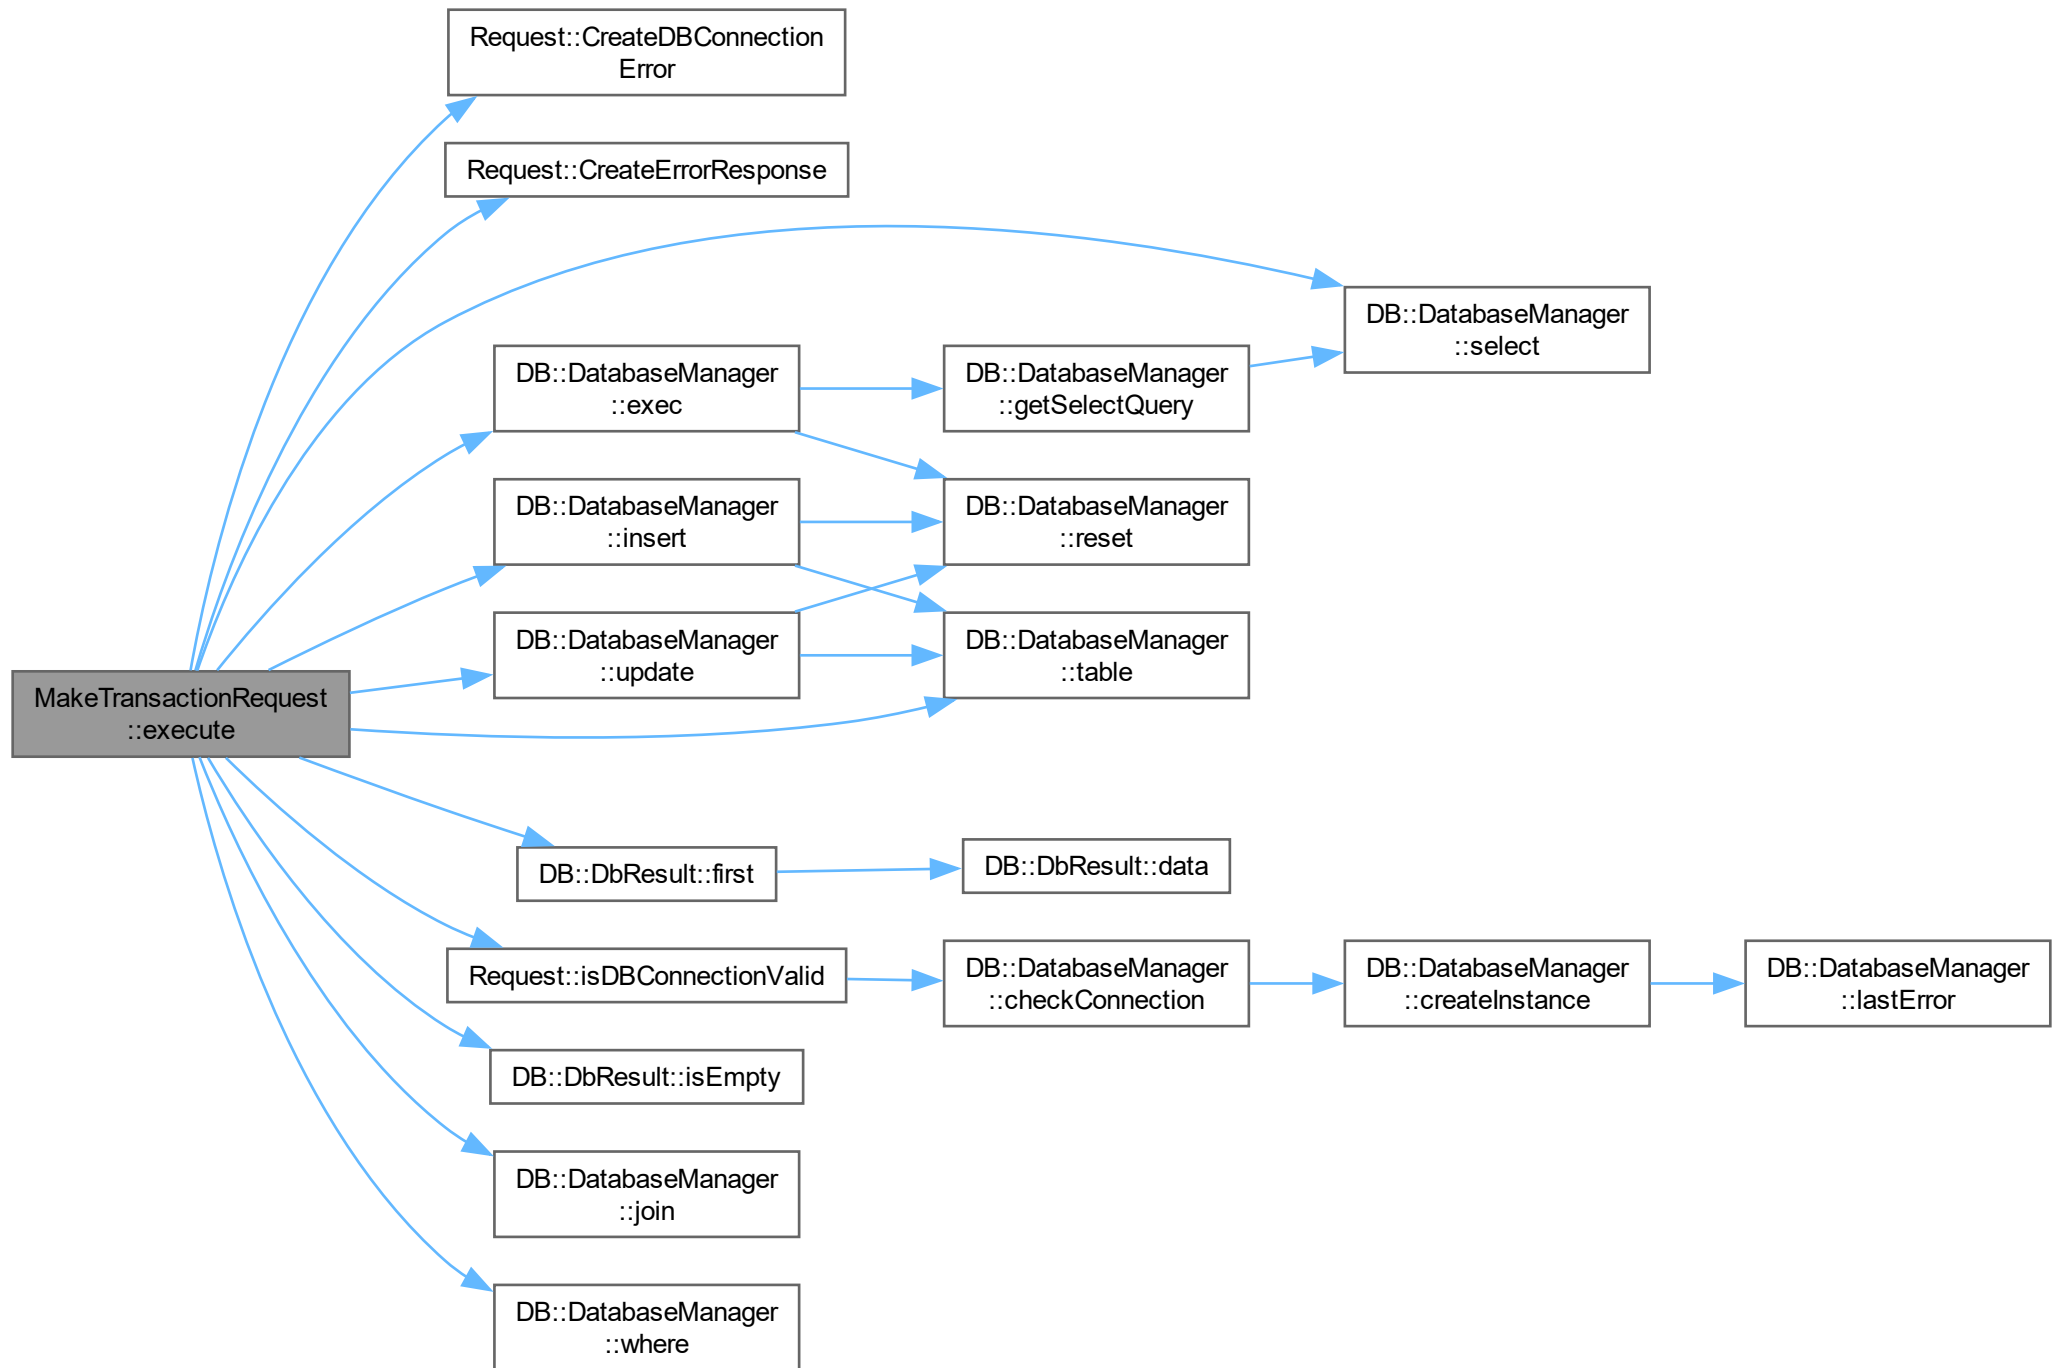 Request::CreateDBConnection
Error
Request::CreateErrorResponse
DB::DatabaseManager
::select
DB::DatabaseManager
::exec
DB::DatabaseManager
::getSelectQuery
DB::DatabaseManager
::insert
DB::DatabaseManager
::reset
DB::DatabaseManager
::update
DB::DatabaseManager
::table
MakeTransactionRequest
::execute
DB::DbResult::first
DB::DbResult::data
Request::isDBConnectionValid
DB::DatabaseManager
::checkConnection
DB::DatabaseManager
::createInstance
DB::DatabaseManager
::lastError
DB::DbResult::isEmpty
DB::DatabaseManager
::join
DB::DatabaseManager
::where